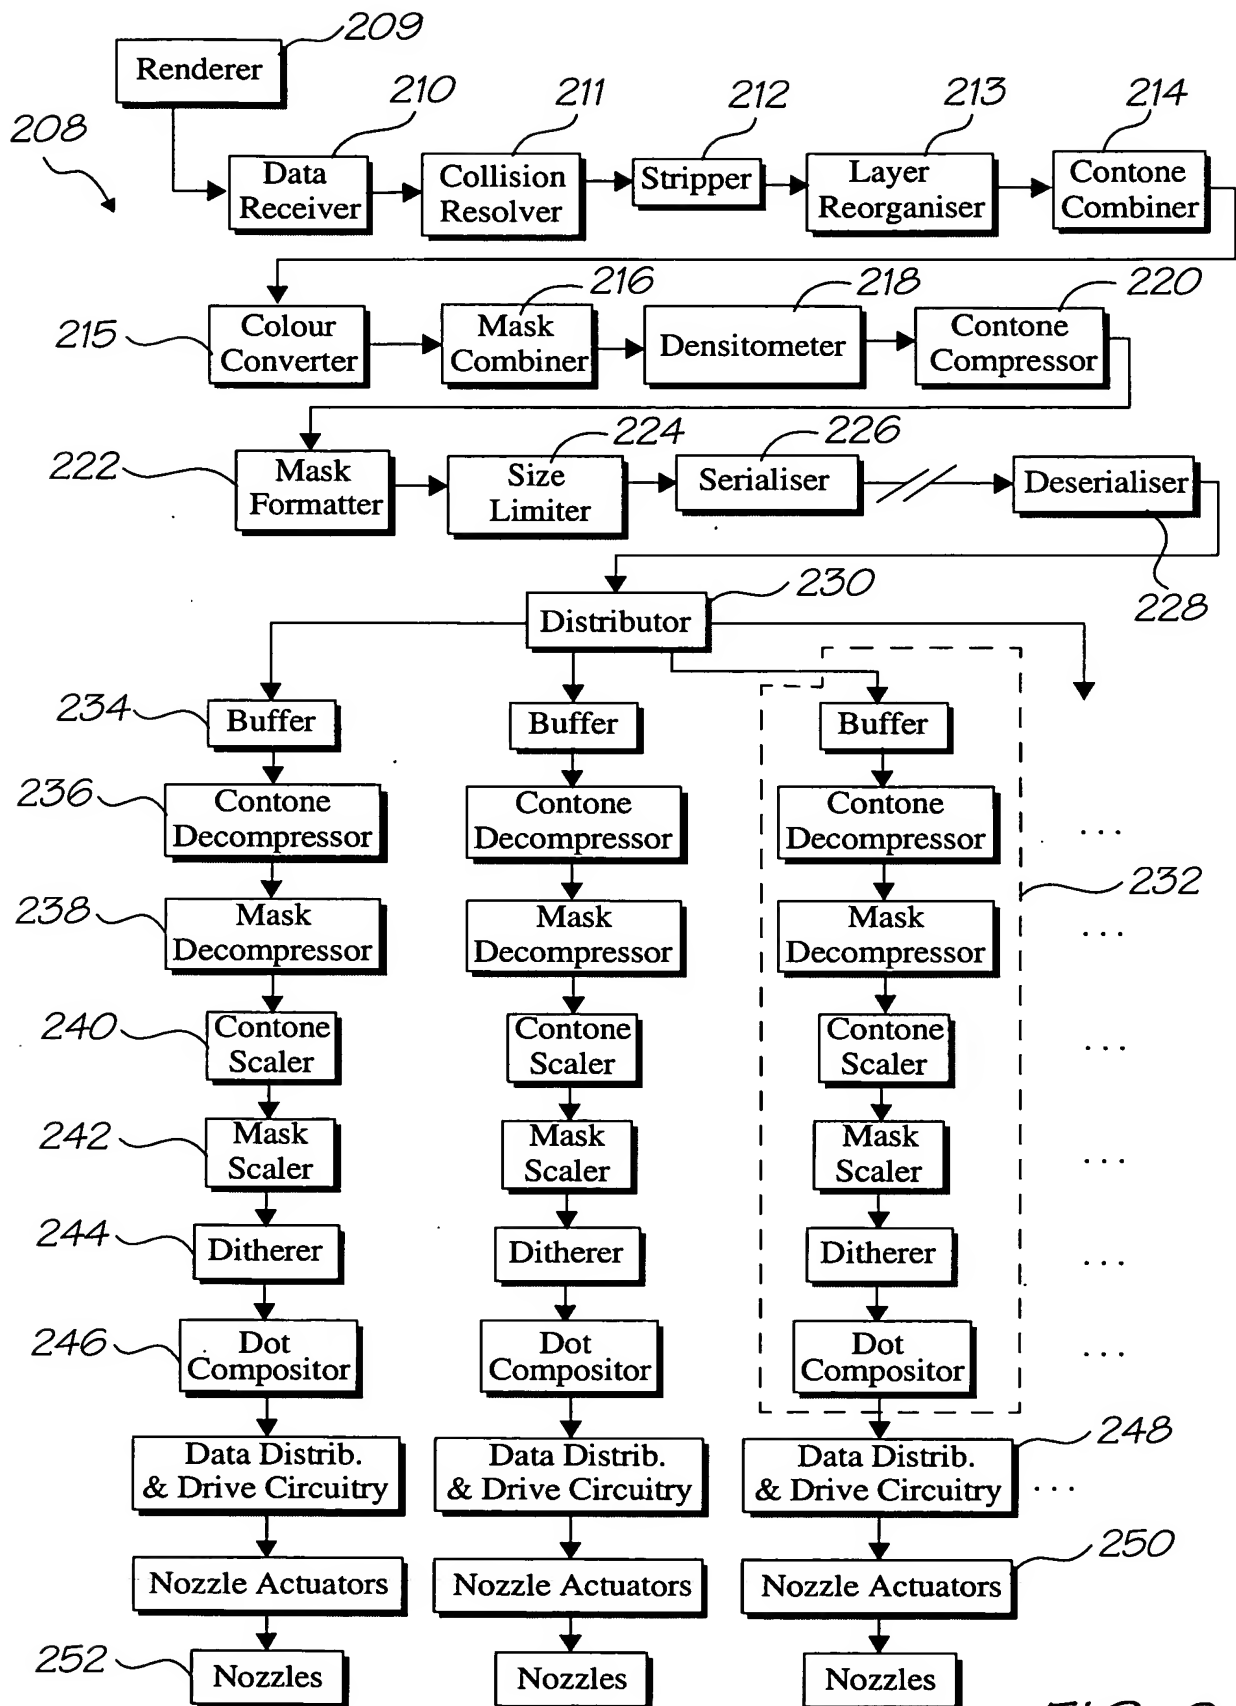 209
Renderer
208
210
211
212
213
214
Data
Receiver
Collision
Resolver
Stripper
Layer
Reorganiser
Contone
Combiner
215
216
218
220
Colour
Converter
Mask
Combiner
Densitometer
Contone
Compressor
222
224
226
Mask
Formatter
Size
Limiter
Serialiser
Deserialiser
228
230
Distributor
234
Buffer
Buffer
Buffer
236
Contone
Decompressor
Contone
Decompressor
Contone
Decompressor
...
232
238
Mask
Decompressor
Mask
Decompressor
Mask
Decompressor
...
240
Contone
Scaler
Contone
Scaler
Contone
Scaler
...
242
Mask
Scaler
Mask
Scaler
Mask
Scaler
...
244
Ditherer
Ditherer
Ditherer
...
246
Dot
Compositor
Dot
Compositor
Dot
Compositor
...
Data Distrib.
& Drive Circuitry
Data Distrib.
& Drive Circuitry
Data Distrib.
& Drive Circuitry
248
...
Nozzle Actuators
Nozzle Actuators
Nozzle Actuators
250
252
Nozzles
Nozzles
Nozzles